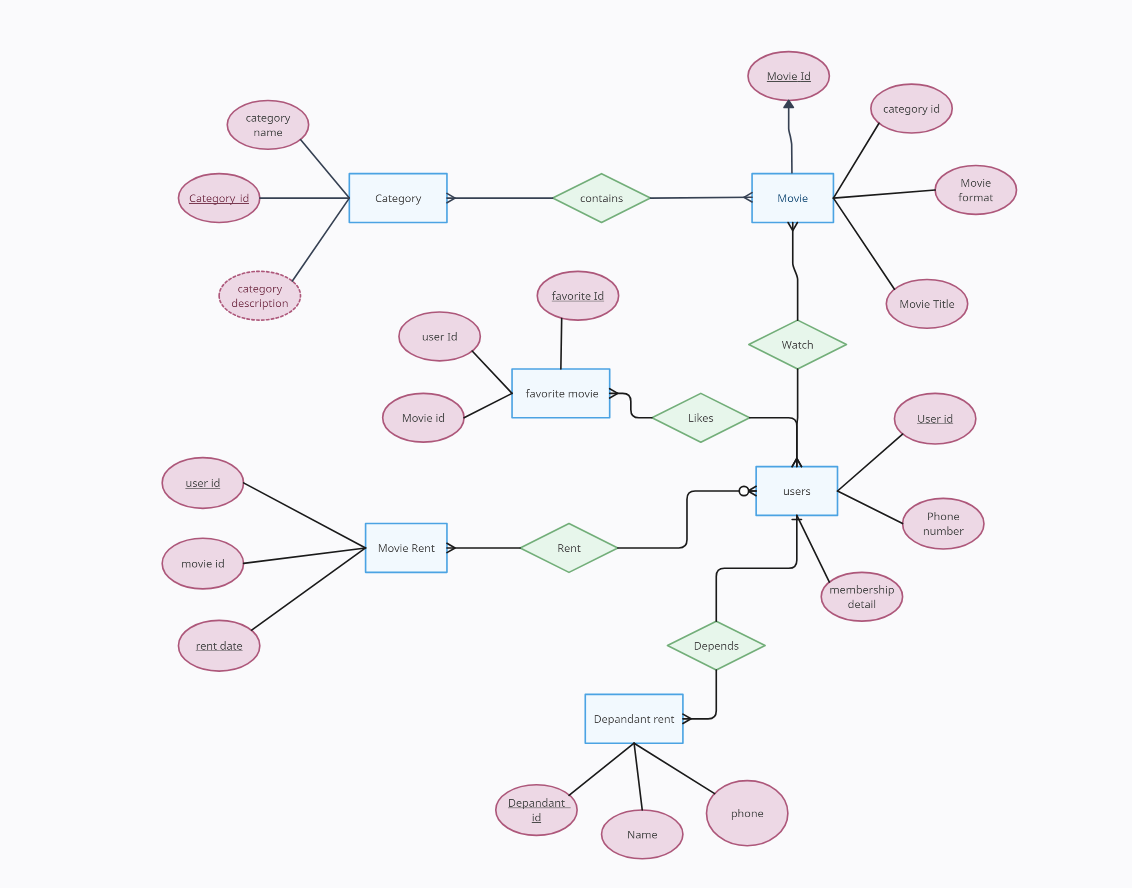 Movie Id
category id
category
name
Movie
format
Category_id
Category
contains
Movie
category
description
favorite Id
Movie Title
user Id
Watch
favorite movie
Movie id
Likes
User id
user id
users
Phone
number
Movie Rent
Rent
movie id
membership
detail
rent date
Depends
Depandant rent
Depandant_
id
Name
phone